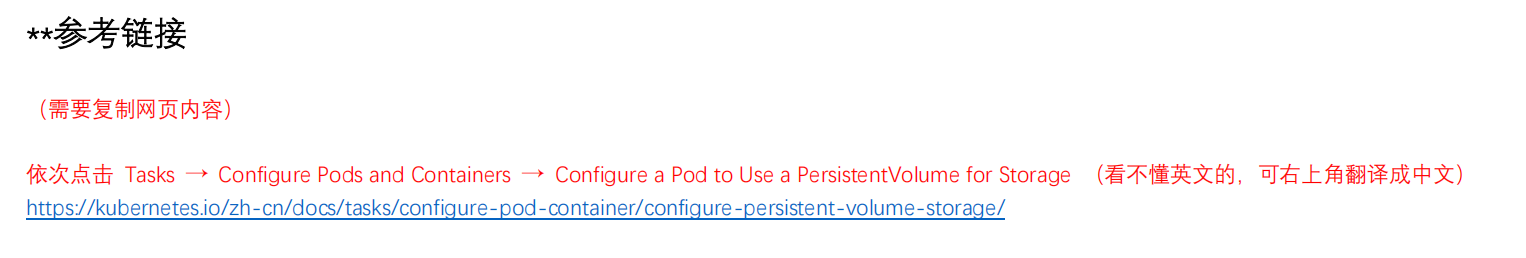 **参考链接
（需要复制网页内容）
依次点击 Tasks → Configure Pods and Containers → Configure a Pod to Use a PersistentVolume for Storage （看不懂英文的，可右上角翻译成中文）
https://kubernetes.io/zh-cn/docs/tasks/configure-pod-container/configure-persistent-volume-storage/